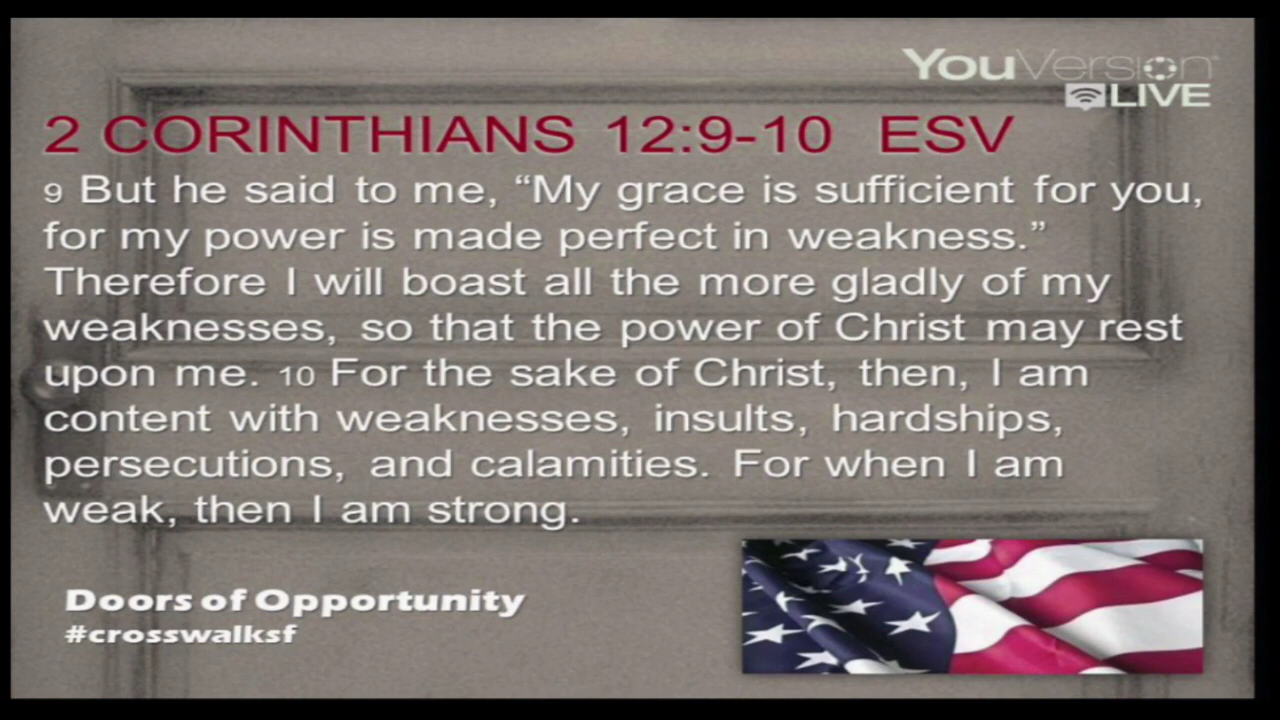 YouVersion
LIVE
2 CORINTHIANS 12:9-10 ESV
9 But he said to me, “My grace is sufficient for you,
for my power is made perfect in weakness.”
Therefore I will boast all the more gladly of my
weaknesses, so that the power of Christ may rest
upon me. 10 For the sake of Christ, then, I am
content with weaknesses, insults, hardships,
persecutions, and calamities. For when I am
weak, then I am strong.
Doors of Opportunity
#crosswalksf